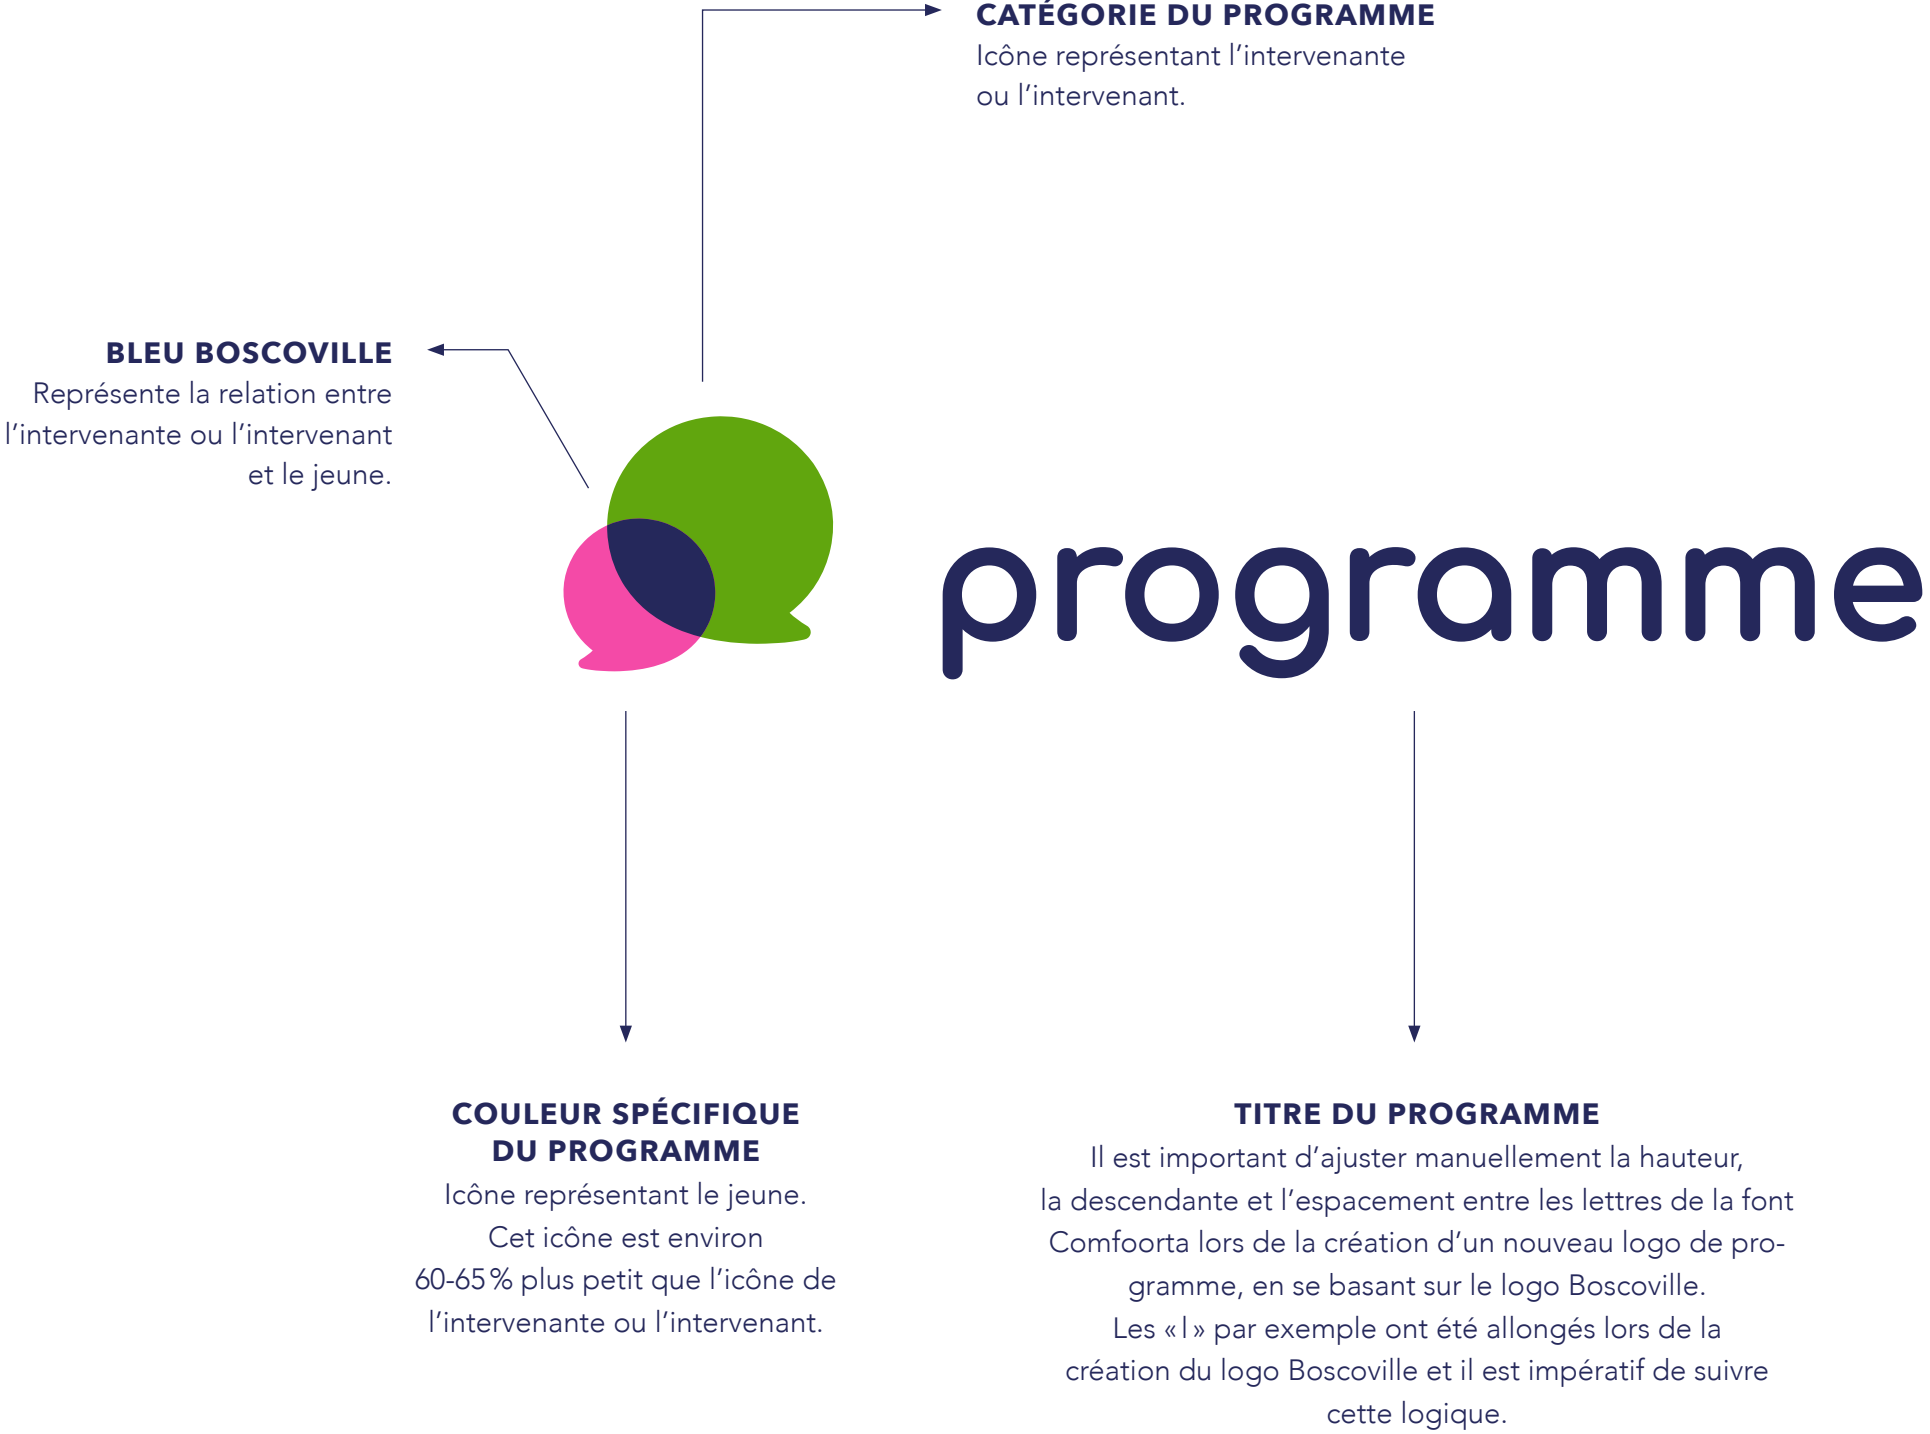 CATÉGORIE DU PROGRAMME
Icône représentant l’intervenante
ou l’intervenant.
BLEU BOSCOVILLE
Représente la relation entre
l’intervenante ou l’intervenant
et le jeune.
programme
COULEUR SPÉCIFIQUE
DU PROGRAMME
Icône représentant le jeune.
Cet icône est environ
60-65 % plus petit que l’icône de
l’intervenante ou l’intervenant.
TITRE DU PROGRAMME
Il est important d’ajuster manuellement la hauteur,
la descendante et l’espacement entre les lettres de la font
Comfoorta lors de la création d’un nouveau logo de pro-
gramme, en se basant sur le logo Boscoville.
Les « l » par exemple ont été allongés lors de la
création du logo Boscoville et il est impératif de suivre
cette logique.